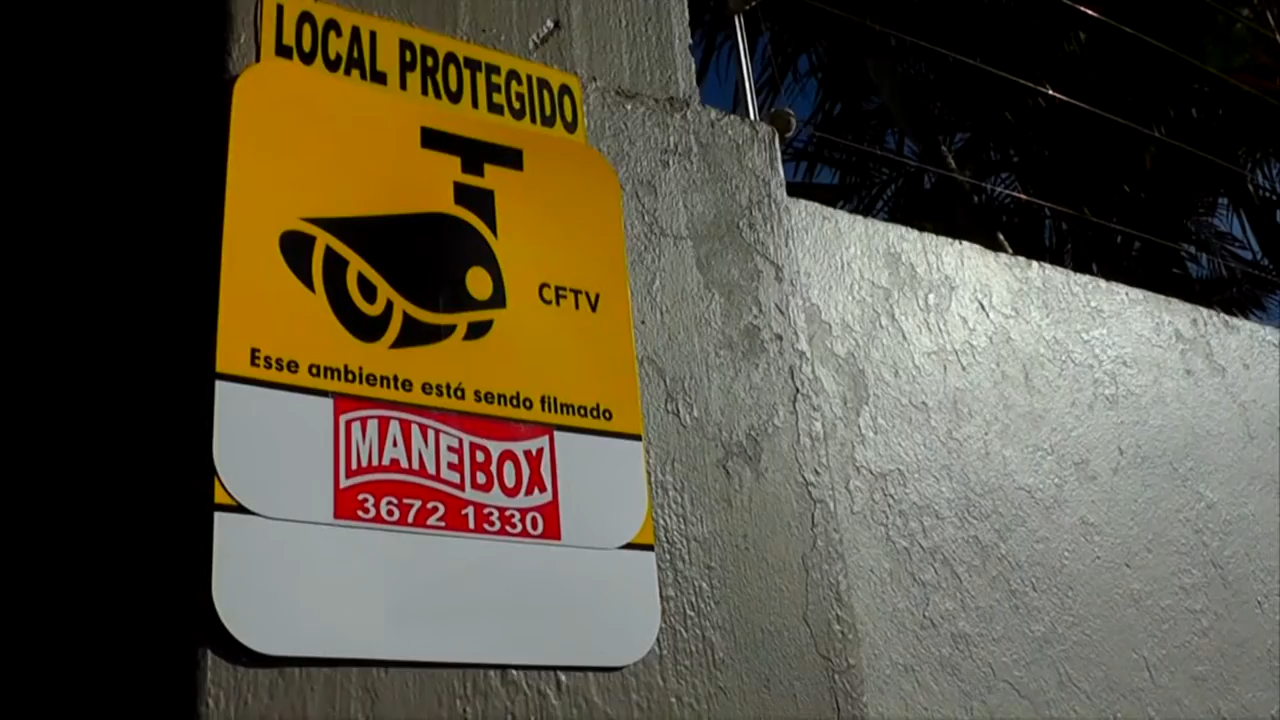 LOCAL PROTEGIDO
CFTV
Esse ambiente está sendo filmado
MANEBOX
3672 1330